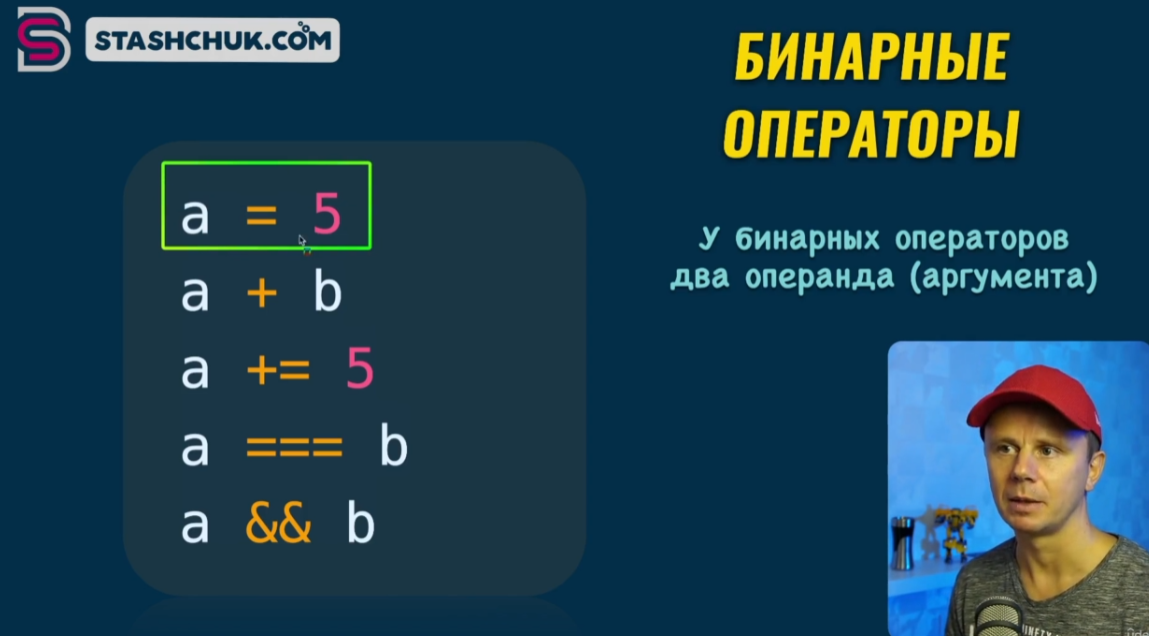 STASHCHUK.COM
БИНАРНЫЕ
ОПЕРАТОРЫ
У бинарных операторов
два операнда (аргумента)
a = 5
a + b
a += 5
a === b
a && b